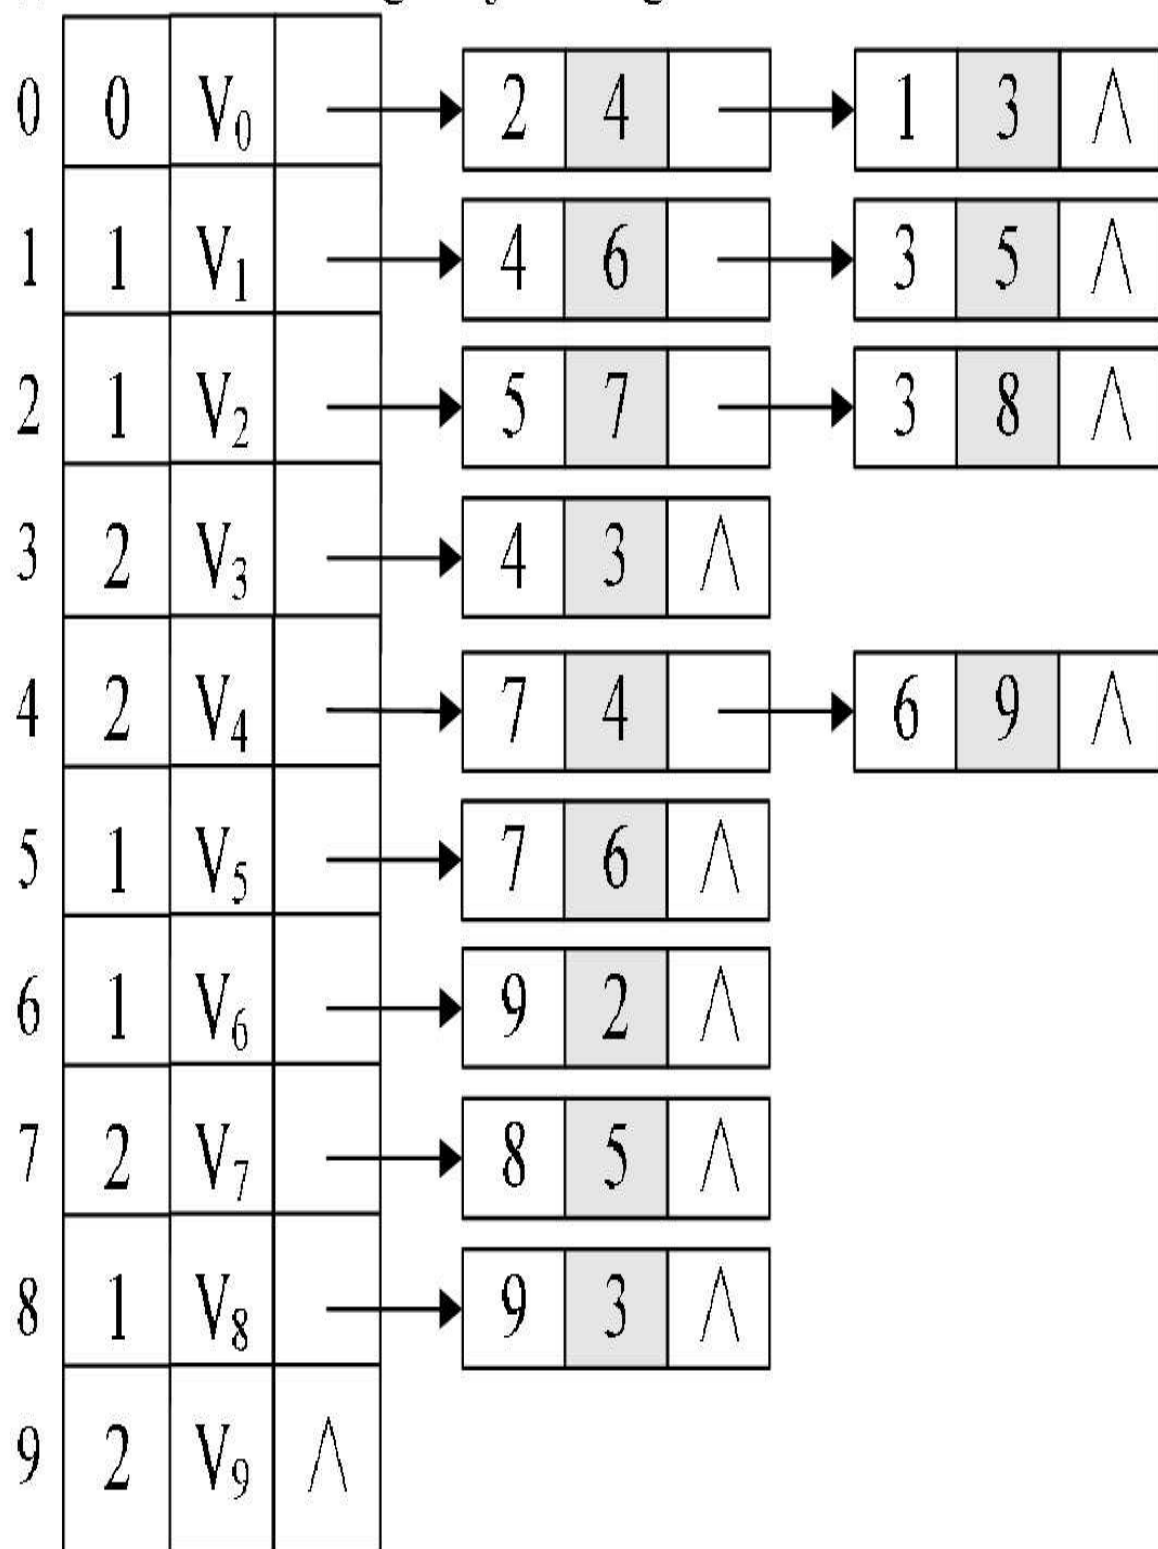 0 0 V₀ 2 4 1 3 ∧
1 1 V₁ 4 6 3 5 ∧
2 1 V₂ 5 7 3 8 ∧
3 2 V₃ 4 3 ∧
4 2 V₄ 7 4 6 9 ∧
5 1 V₅ 7 6 ∧
6 1 V₆ 9 2 ∧
7 2 V₇ 8 5 ∧
8 1 V₈ 9 3 ∧
9 2 V₉ ∧